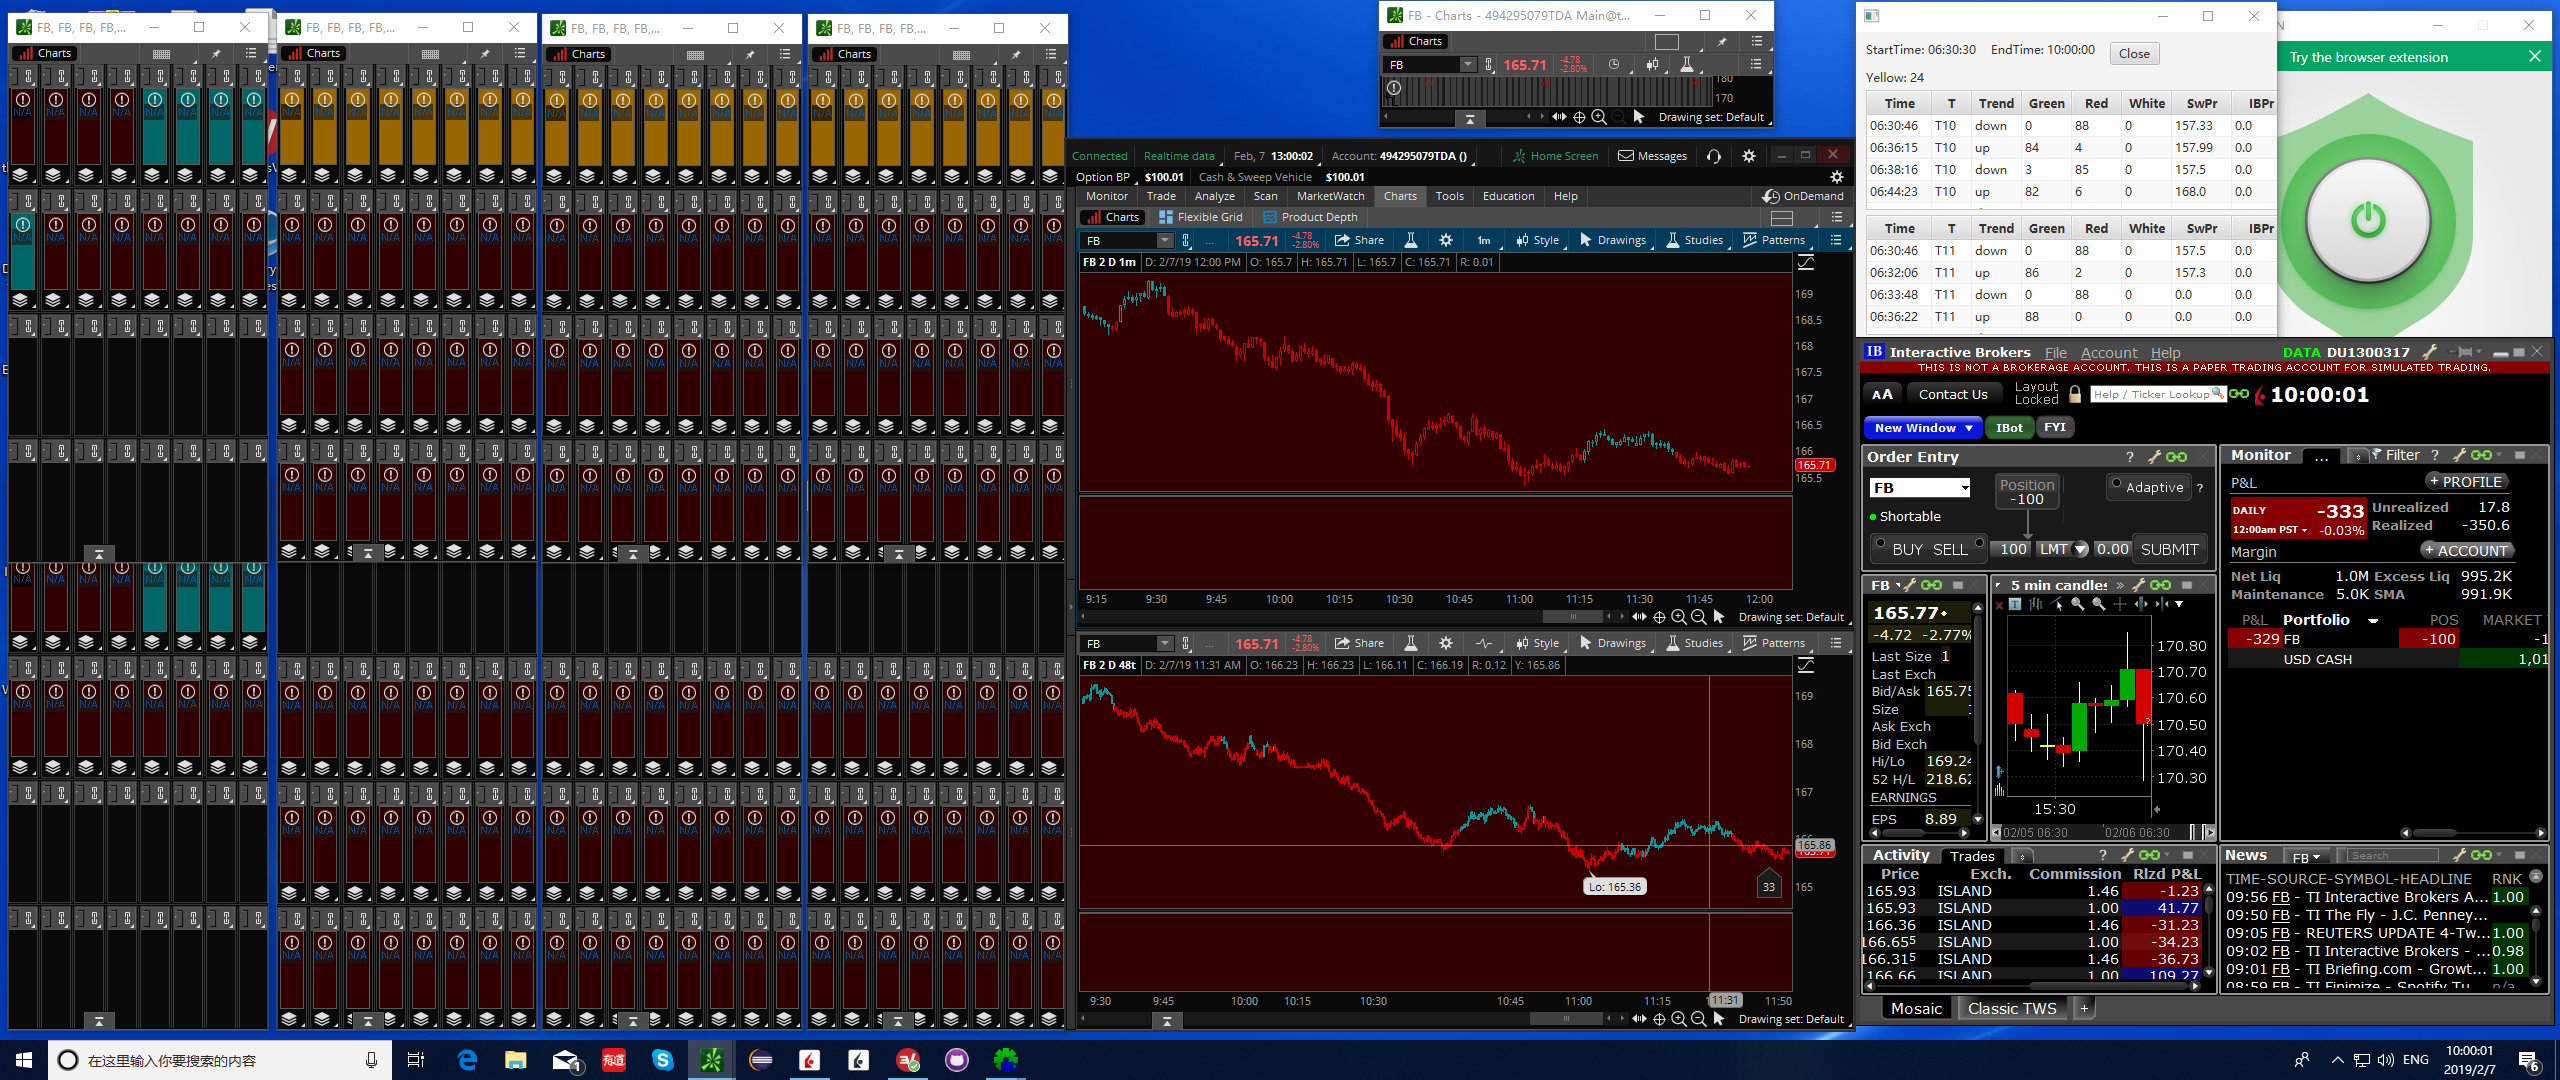 FB, FB, FB, FB,...
Charts
FB, FB, FB, FB,...
Charts
FB, FB, FB, FB,...
Charts
FB, FB, FB, FB,...
Charts
FB - Charts - 494295079TDA Main@t...
Charts
FB
165.71
-4.78
-2.80%
180
170
Drawing set: Default
Connected
Realtime data
Feb, 7 13:00:02
Account: 494295079TDA ()
Home Screen
Messages
Option BP $100.01 Cash & Sweep Vehicle $100.01
Monitor Trade Analyze Scan MarketWatch Charts Tools Education Help OnDemand
Charts Flexible Grid Product Depth
FB 165.71 -4.78 -2.80% Share 1m Style Drawings Studies Patterns
FB 2 D 1m D: 2/7/19 12:00 PM O: 165.7 H: 165.71 L: 165.7 C: 165.71 R: 0.01
169
168.5
168
167.5
167
166.5
166
165.71
165.5
9:15 9:30 9:45 10:00 10:15 10:30 10:45 11:00 11:15 11:30 11:45 12:00
Drawing set: Default
FB 165.71 -4.78 -2.80% Share Style Drawings Studies Patterns
FB 2 D 48t D: 2/7/19 11:31 AM O: 166.23 H: 166.23 L: 166.11 C: 166.19 R: 0.12 Y: 165.86
169
168
167
165.86
165
Lo: 165.36
33
9:30 9:45 10:00 10:15 10:30 10:45 11:00 11:15 11:31 11:50
Drawing set: Default
StartTime: 06:30:30 EndTime: 10:00:00 Close
Yellow: 24
Time T Trend Green Red White SwPr IBPr
06:30:46 T10 down 0 88 0 157.33 0.0
06:36:15 T10 up 84 4 0 157.99 0.0
06:38:16 T10 down 3 85 0 157.5 0.0
06:44:23 T10 up 82 6 0 168.0 0.0
Time T Trend Green Red White SwPr IBPr
06:30:46 T11 down 0 88 0 157.5 0.0
06:32:06 T11 up 86 2 0 157.3 0.0
06:33:48 T11 down 0 88 0 0.0 0.0
06:36:22 T11 up 88 0 0 0.0 0.0
Try the browser extension
IB Interactive Brokers File Account Help DATA DU1300317
THIS IS NOT A BROKERAGE ACCOUNT. THIS IS A PAPER TRADING ACCOUNT FOR SIMULATED TRADING.
AA Contact Us Layout Locked Help / Ticker Lookup 10:00:01
New Window IBot FYI
Order Entry
FB
Position
-100
Adaptive ?
Shortable
BUY SELL 100 LMT 0.00 SUBMIT
Monitor ... Filter ?
P&L + PROFILE
DAILY -333 Unrealized 17.8
12:00am PST -0.03% Realized -350.6
Margin + ACCOUNT
Net Liq 1.0M Excess Liq 995.2K
Maintenance 5.0K SMA 991.9K
P&L Portfolio POS MARKET
-329 FB -100 -1
USD CASH 1,01
FB
165.77
-4.72 -2.77%
Last Size 1
Last Exch
Bid/Ask 165.75
Size
Ask Exch
Bid Exch
Hi/Lo 169.24
52 H/L 218.62
EARNINGS
EPS 8.89
5 min candles
170.80
170.70
170.60
170.50
170.40
170.30
15:30
02/05 06:30 02/06 06:30
Activity Trades
Price Exch. Commission Rlzd P&L
165.93 ISLAND 1.46 -1.23
165.93 ISLAND 1.00 41.77
166.36 ISLAND 1.46 -31.23
166.655 ISLAND 1.00 -34.23
166.315 ISLAND 1.46 -36.73
166.66 ISLAND 1.00 109.27
News FB Search
TIME-SOURCE-SYMBOL-HEADLINE RNK
09:56 FB - TI Interactive Brokers A... 1.00
09:50 FB - TI The Fly - J.C. Penney...
09:05 FB - REUTERS UPDATE 4-Tw... 1.00
09:02 FB - TI Interactive Brokers - ... 0.98
09:01 FB - TI Briefing.com - Growt... 1.00
08:59 FB - TI Finimize - Spotify Tu n/a
Mosaic Classic TWS +
在这里输入你要搜索的内容
有道
ENG
10:00:01
2019/2/7
6